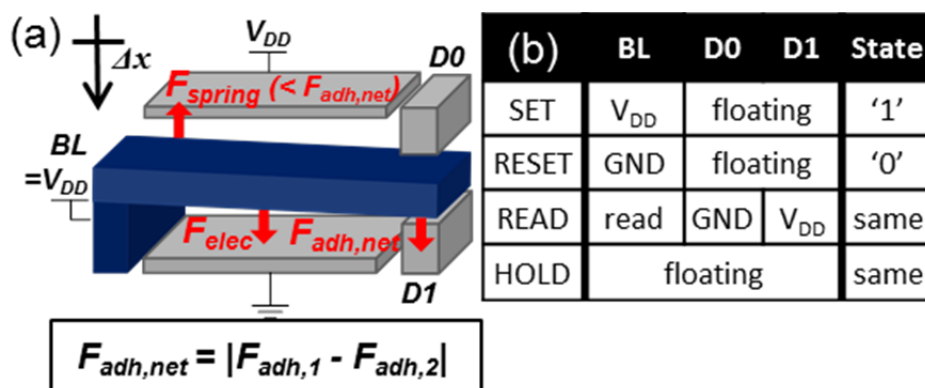 (a)
Δx
V_DD
D0
F_spring (< F_adh,net)
BL
=V_DD
F_elec
F_adh,net
D1
F_adh,net = |F_adh,1 - F_adh,2|
(b) BL D0 D1 State
SET V_DD floating ‘1’
RESET GND floating ‘0’
READ read GND V_DD same
HOLD floating same